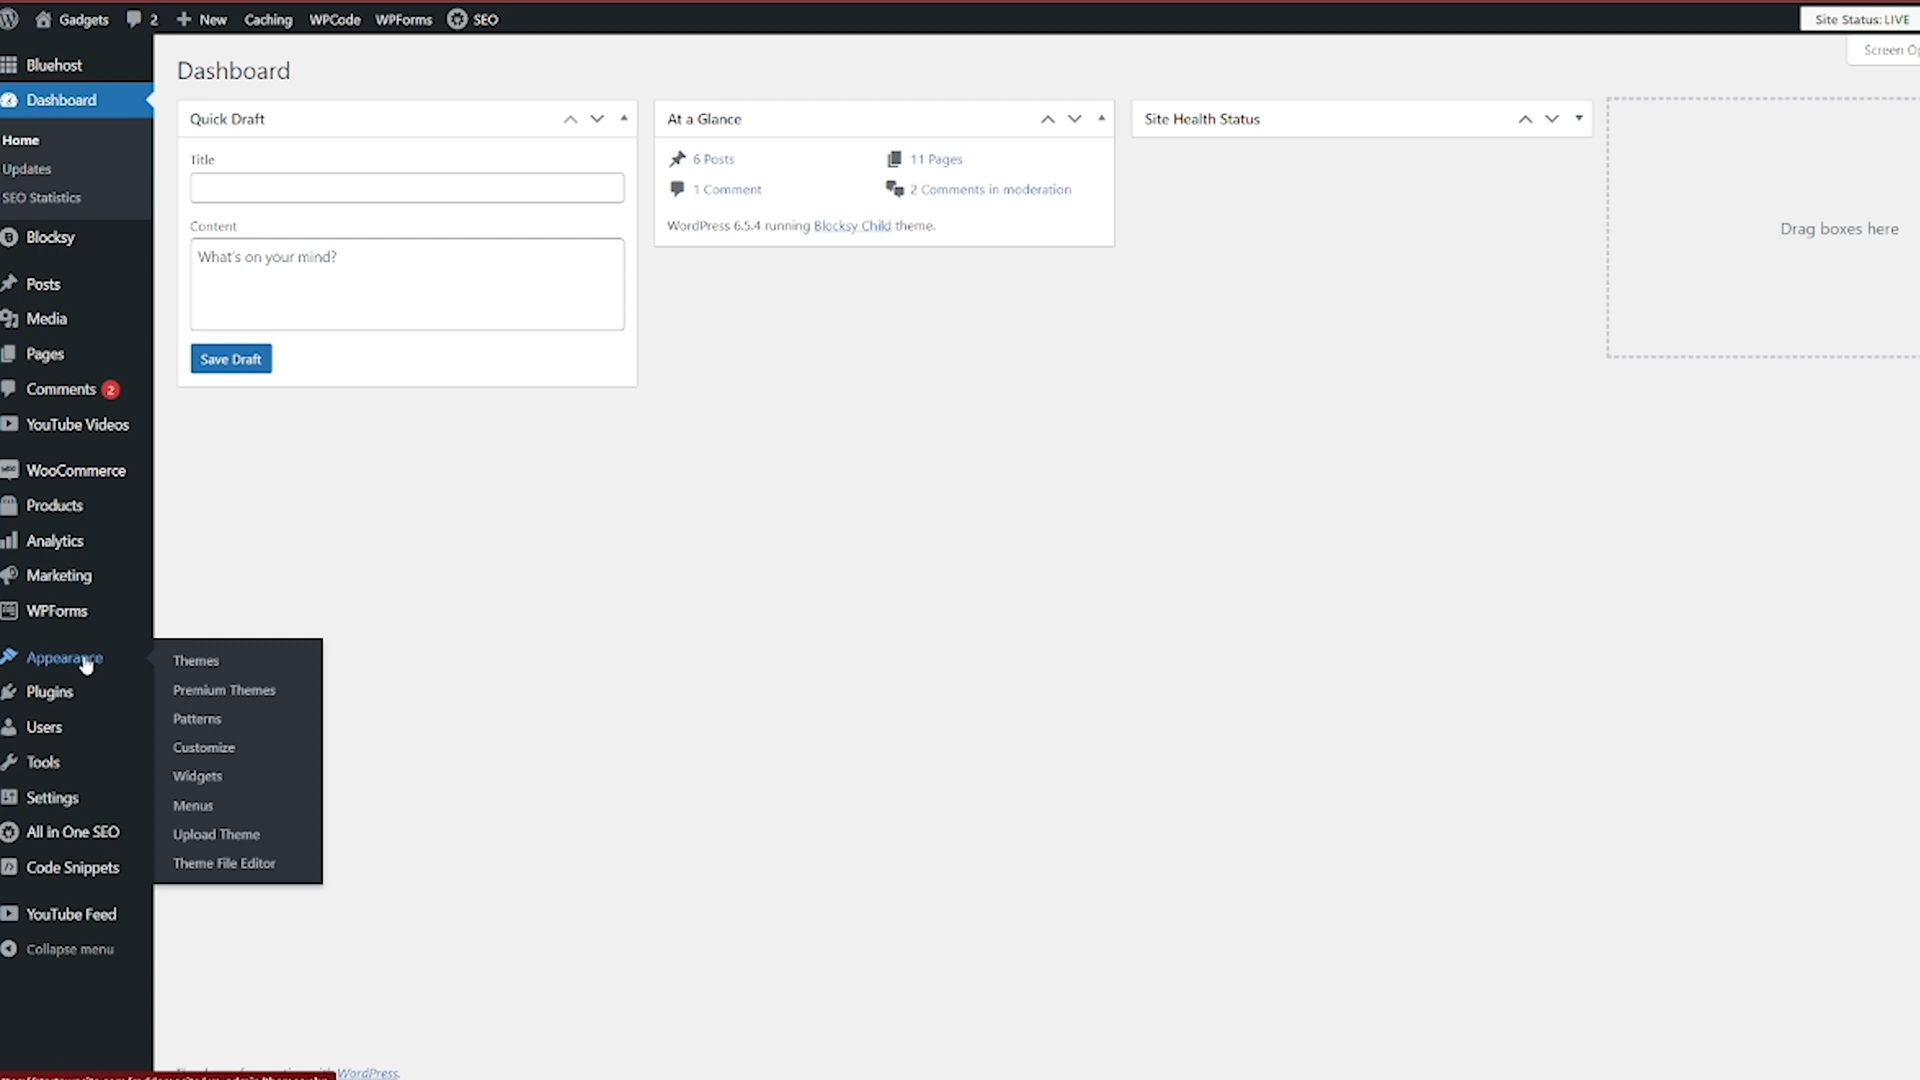 Gadgets 2 New Caching WPCode WPForms SEO Site Status: LIVE
Screen Op
Bluehost
Dashboard
Home
Updates
SEO Statistics
Blocksy
Posts
Media
Pages
Comments 2
YouTube Videos
WooCommerce
Products
Analytics
Marketing
WPForms
Appearance
Plugins
Users
Tools
Settings
All in One SEO
Code Snippets
YouTube Feed
Collapse menu
Themes
Premium Themes
Patterns
Customize
Widgets
Menus
Upload Theme
Theme File Editor
Dashboard
Quick Draft
Title
Content
What's on your mind?
Save Draft
At a Glance
6 Posts
11 Pages
1 Comment
2 Comments in moderation
WordPress 6.5.4 running Blocksy Child theme.
Site Health Status
Drag boxes here
WordPress.